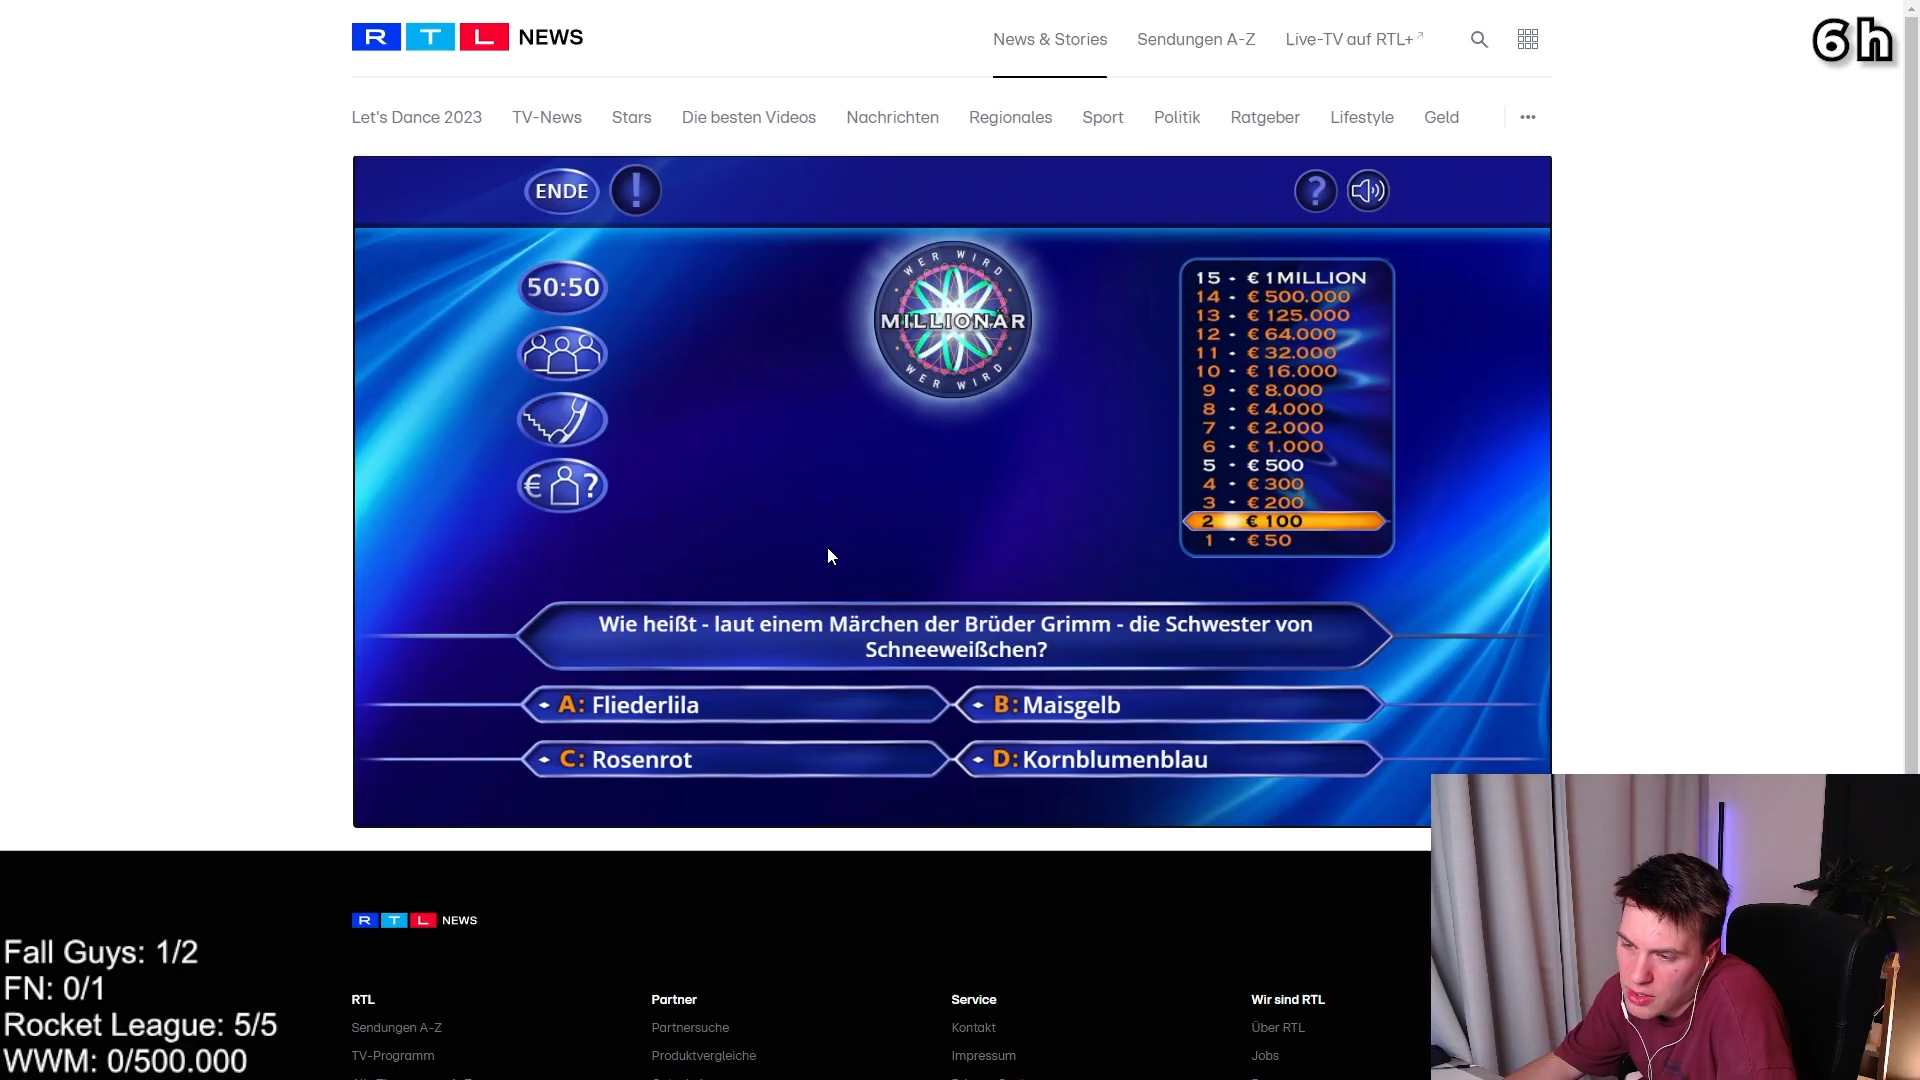 RTL NEWS
News & Stories
Sendungen A-Z
Live-TV auf RTL+
6h
Let's Dance 2023
TV-News
Stars
Die besten Videos
Nachrichten
Regionales
Sport
Politik
Ratgeber
Lifestyle
Geld
ENDE
!
?
50:50
€ ?
WER WIRD
MILLIONÄR
WER WIRD
15 • € 1 MILLION
14 • € 500.000
13 • € 125.000
12 • € 64.000
11 • € 32.000
10 • € 16.000
9 • € 8.000
8 • € 4.000
7 • € 2.000
6 • € 1.000
5 • € 500
4 • € 300
3 • € 200
2 € 100
1 • € 50
Wie heißt - laut einem Märchen der Brüder Grimm - die Schwester von
Schneeweißchen?
A: Fliederlila
B: Maisgelb
C: Rosenrot
D: Kornblumenblau
RTL NEWS
Fall Guys: 1/2
FN: 0/1
Rocket League: 5/5
WWM: 0/500.000
RTL
Sendungen A-Z
TV-Programm
Partner
Partnersuche
Produktvergleiche
Service
Kontakt
Impressum
Wir sind RTL
Über RTL
Jobs